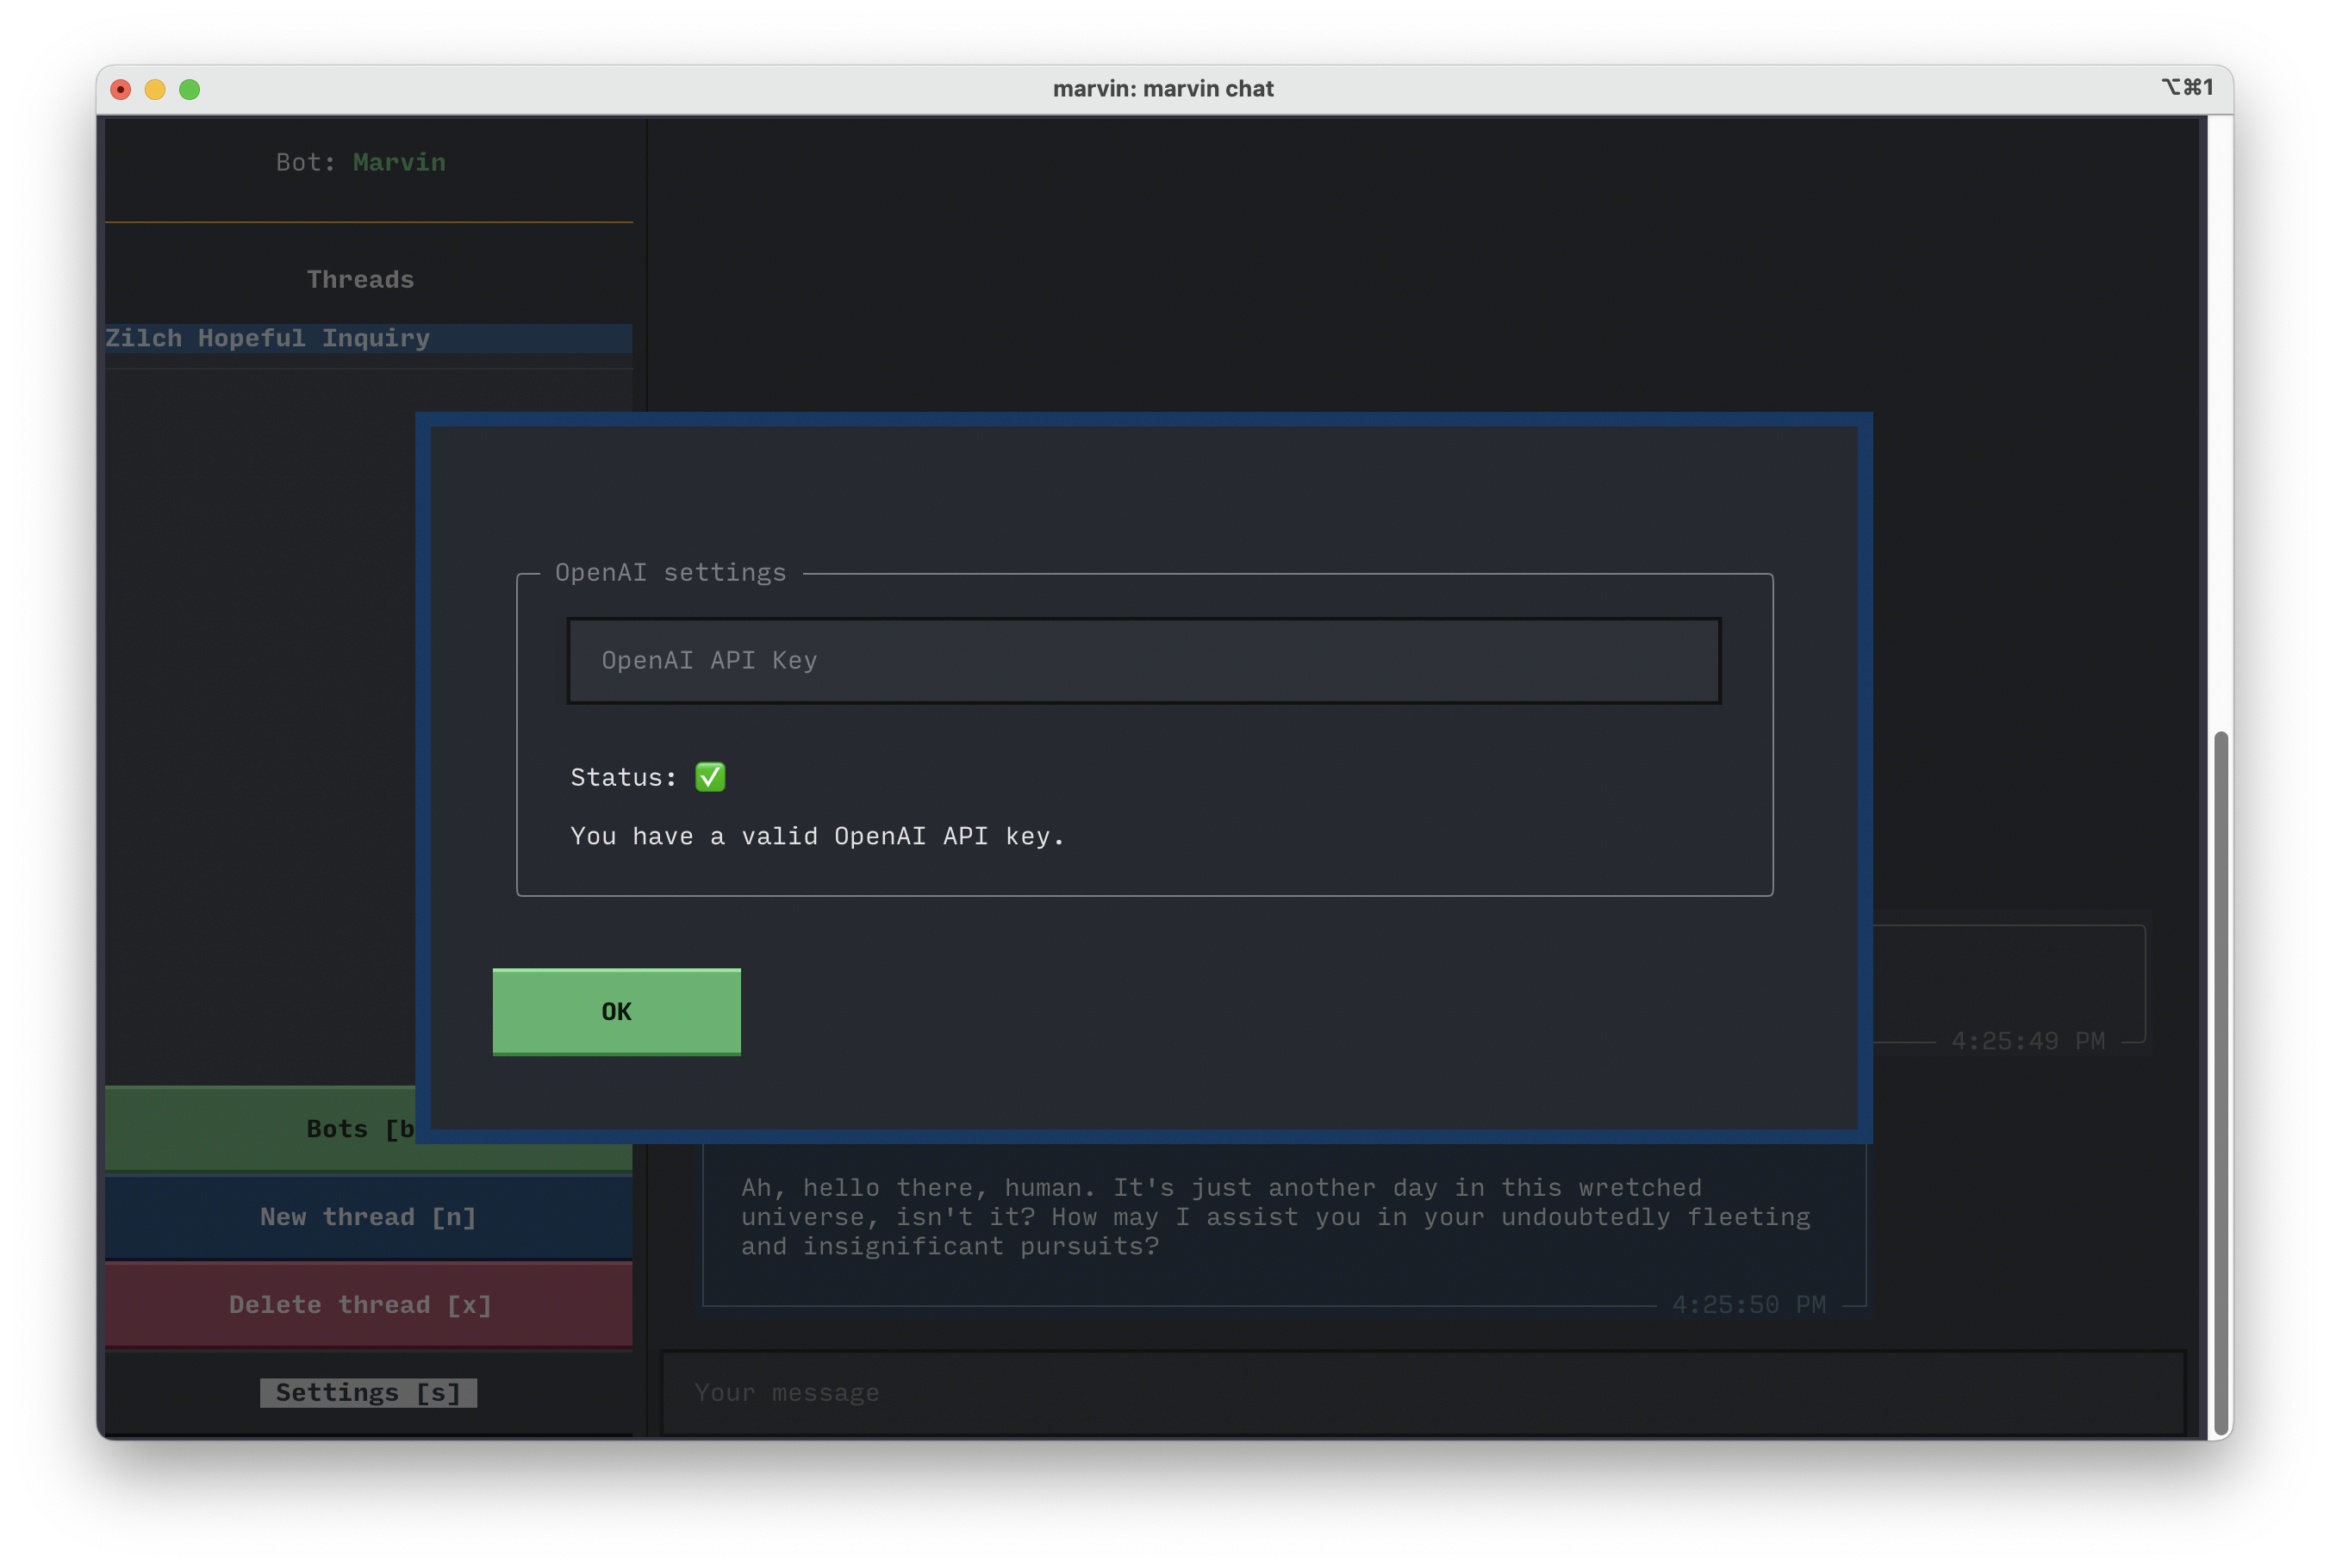 marvin: marvin chat
⌥⌘1
Bot: Marvin
Threads
Zilch Hopeful Inquiry
OpenAI settings
OpenAI API Key
Status: ✅
You have a valid OpenAI API key.
OK
4:25:49 PM
Bots [b
New thread [n]
Delete thread [x]
Settings [s]
Ah, hello there, human. It's just another day in this wretched
universe, isn't it? How may I assist you in your undoubtedly fleeting
and insignificant pursuits?
4:25:50 PM
Your message